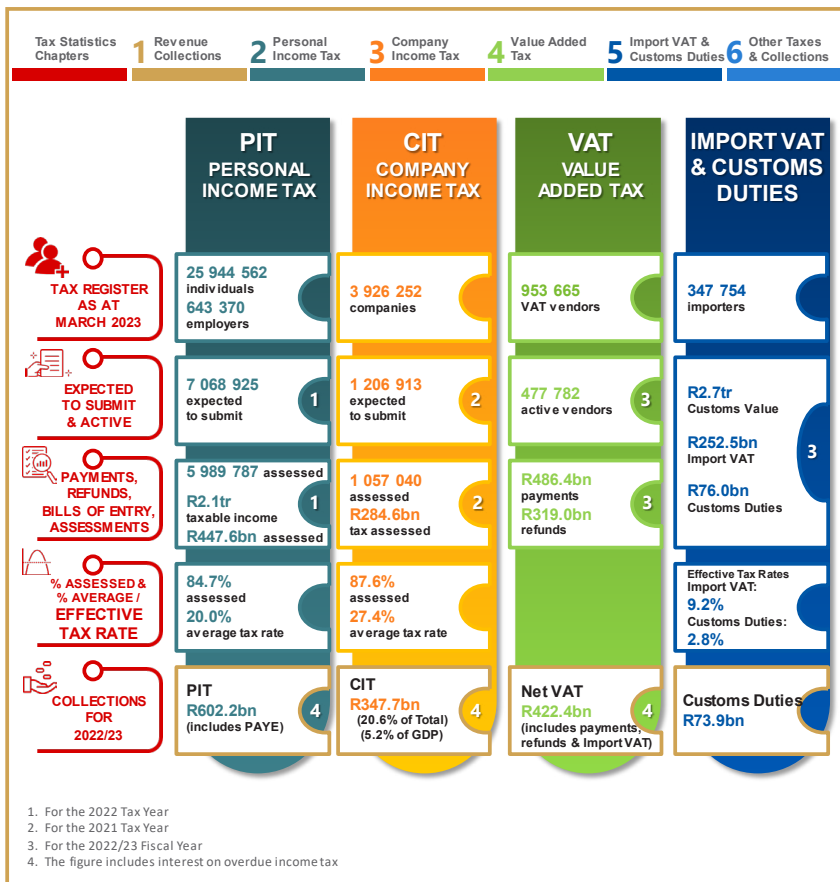 Tax Statistics
Chapters
1 Revenue
Collections
2 Personal
Income Tax
3 Company
Income Tax
4 Value Added
Tax
5 Import VAT &
Customs Duties
6 Other Taxes
& Collections
PIT
PERSONAL
INCOME TAX
CIT
COMPANY
INCOME TAX
VAT
VALUE
ADDED TAX
IMPORT VAT
& CUSTOMS
DUTIES
TAX REGISTER
AS AT
MARCH 2023
25 944 562
individuals
643 370
employers
3 926 252
companies
953 665
VAT vendors
347 754
importers
EXPECTED
TO SUBMIT
& ACTIVE
7 068 925
expected
to submit
1
1 206 913
expected
to submit
2
477 782
active vendors
3
R2.7tr
Customs Value
R252.5bn
Import VAT
R76.0bn
Customs Duties
3
PAYMENTS,
REFUNDS,
BILLS OF ENTRY,
ASSESSMENTS
5 989 787 assessed
R2.1tr
taxable income
R447.6bn assessed
1
1 057 040
assessed
R284.6bn
tax assessed
2
R486.4bn
payments
R319.0bn
refunds
3
% ASSESSED &
% AVERAGE /
EFFECTIVE
TAX RATE
84.7%
assessed
20.0%
average tax rate
87.6%
assessed
27.4%
average tax rate
Effective Tax Rates
Import VAT:
9.2%
Customs Duties:
2.8%
COLLECTIONS
FOR
2022/23
PIT
R602.2bn
(includes PAYE)
4
CIT
R347.7bn
(20.6% of Total)
(5.2% of GDP)
4
Net VAT
R422.4bn
(includes payments,
refunds & Import VAT)
4
Customs Duties
R73.9bn
1. For the 2022 Tax Year
2. For the 2021 Tax Year
3. For the 2022/23 Fiscal Year
4. The figure includes interest on overdue income tax